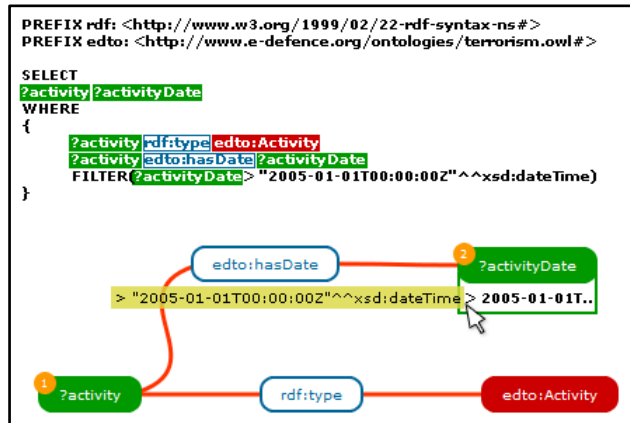 PREFIX rdf: <http://www.w3.org/1999/02/22-rdf-syntax-ns#>
PREFIX edto: <http://www.e-defence.org/ontologies/terrorism.owl#>
SELECT
?activity ?activityDate
WHERE
{
?activity rdf:type edto:Activity
?activity edto:hasDate ?activityDate
FILTER(?activityDate > "2005-01-01T00:00:00Z"^^xsd:dateTime)
}
edto:hasDate
2
?activityDate
> "2005-01-01T00:00:00Z"^^xsd:dateTime > 2005-01-01T..
1
?activity
rdf:type
edto:Activity